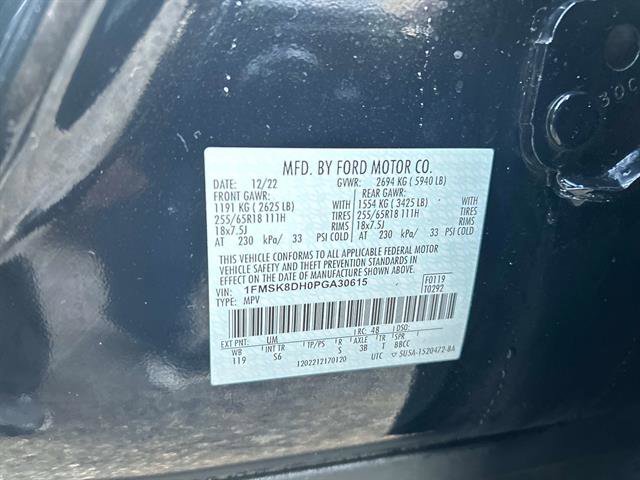 30C
MFD. BY FORD MOTOR CO.
DATE: 12/22 GVWR: 2694 KG ( 5940 LB)
FRONT GAWR: REAR GAWR:
1191 KG ( 2625 LB) WITH 1554 KG ( 3425 LB) WITH
255/65R18 111H TIRES 255/65R18 111H TIRES
18x7.5J RIMS 18x7.5J RIMS
AT 230 kPa/ 33 PSI COLD AT 230 kPa/ 33 PSI COLD
THIS VEHICLE CONFORMS TO ALL APPLICABLE FEDERAL MOTOR
VEHICLE SAFETY AND THEFT PREVENTION STANDARDS IN EFFECT ON THE
DATE OF MANUFACTURE SHOWN ABOVE.
VIN: 1FMSK8DH0PGA30615 F0119
TYPE: MPV T0292
EXT PNT: UM RC: 48 DSO:
WB INT TR TP/PS R AXLE TR SPR
119 S6 S 3B T BBCC
1202212170120 UTC SUSA-1520472-BA